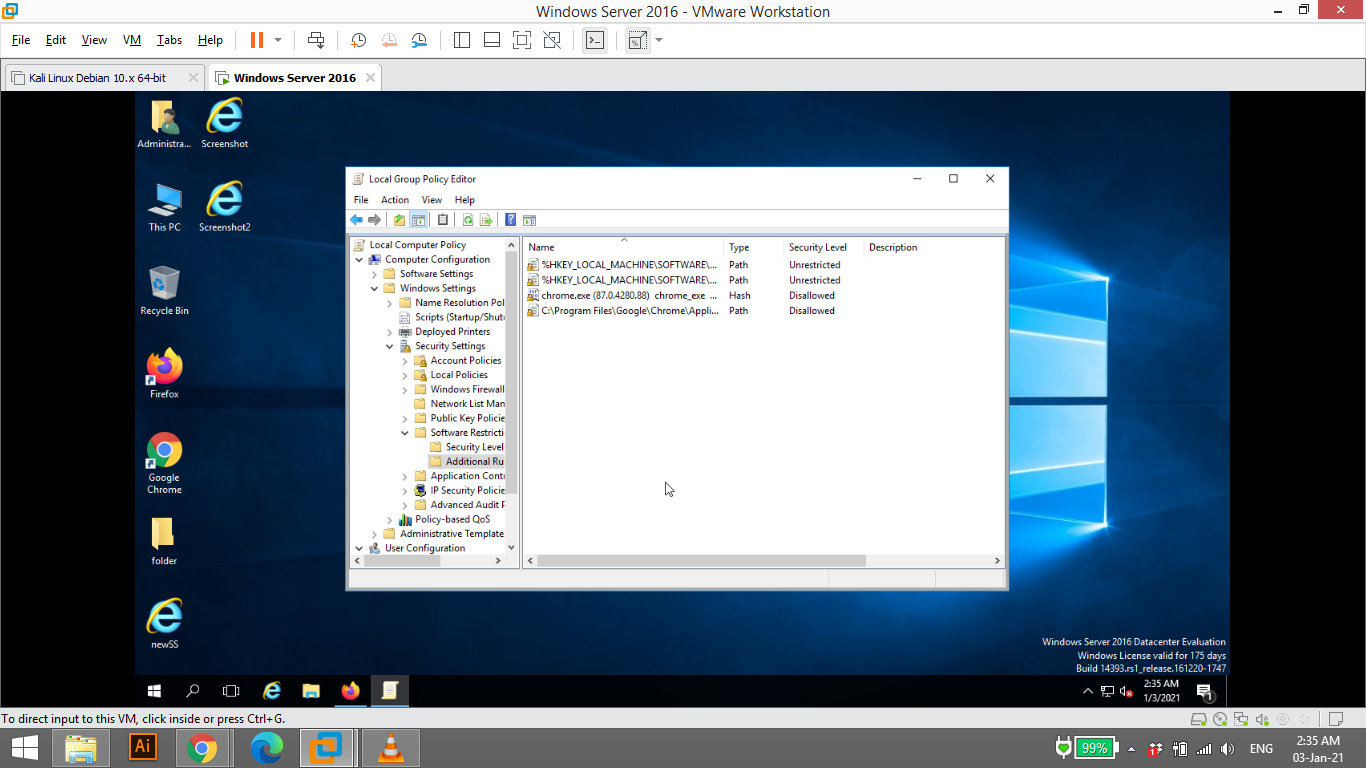 Windows Server 2016 - VMware Workstation
File Edit View VM Tabs Help
Kali Linux Debian 10.x 64-bit
Windows Server 2016
Administra...
Screenshot
This PC
Screenshot2
Recycle Bin
Firefox
Google
Chrome
folder
newSS
Local Group Policy Editor
File Action View Help
Local Computer Policy
Computer Configuration
Software Settings
Windows Settings
Name Resolution Pol
Scripts (Startup/Shut
Deployed Printers
Security Settings
Account Policies
Local Policies
Windows Firewall
Network List Man
Public Key Policie
Software Restricti
Security Level
Additional Ru
Application Contr
IP Security Policie
Advanced Audit P
Policy-based QoS
Administrative Template
User Configuration
Name Type Security Level Description
%HKEY_LOCAL_MACHINE\SOFTWARE\... Path Unrestricted
%HKEY_LOCAL_MACHINE\SOFTWARE\... Path Unrestricted
chrome.exe (87.0.4280.88) chrome_exe ... Hash Disallowed
C:\Program Files\Google\Chrome\Appli... Path Disallowed
Windows Server 2016 Datacenter Evaluation
Windows License valid for 175 days
Build 14393.rs1_release.161220-1747
2:35 AM
1/3/2021
1
To direct input to this VM, click inside or press Ctrl+G.
Ai
99%
ENG
2:35 AM
03-Jan-21